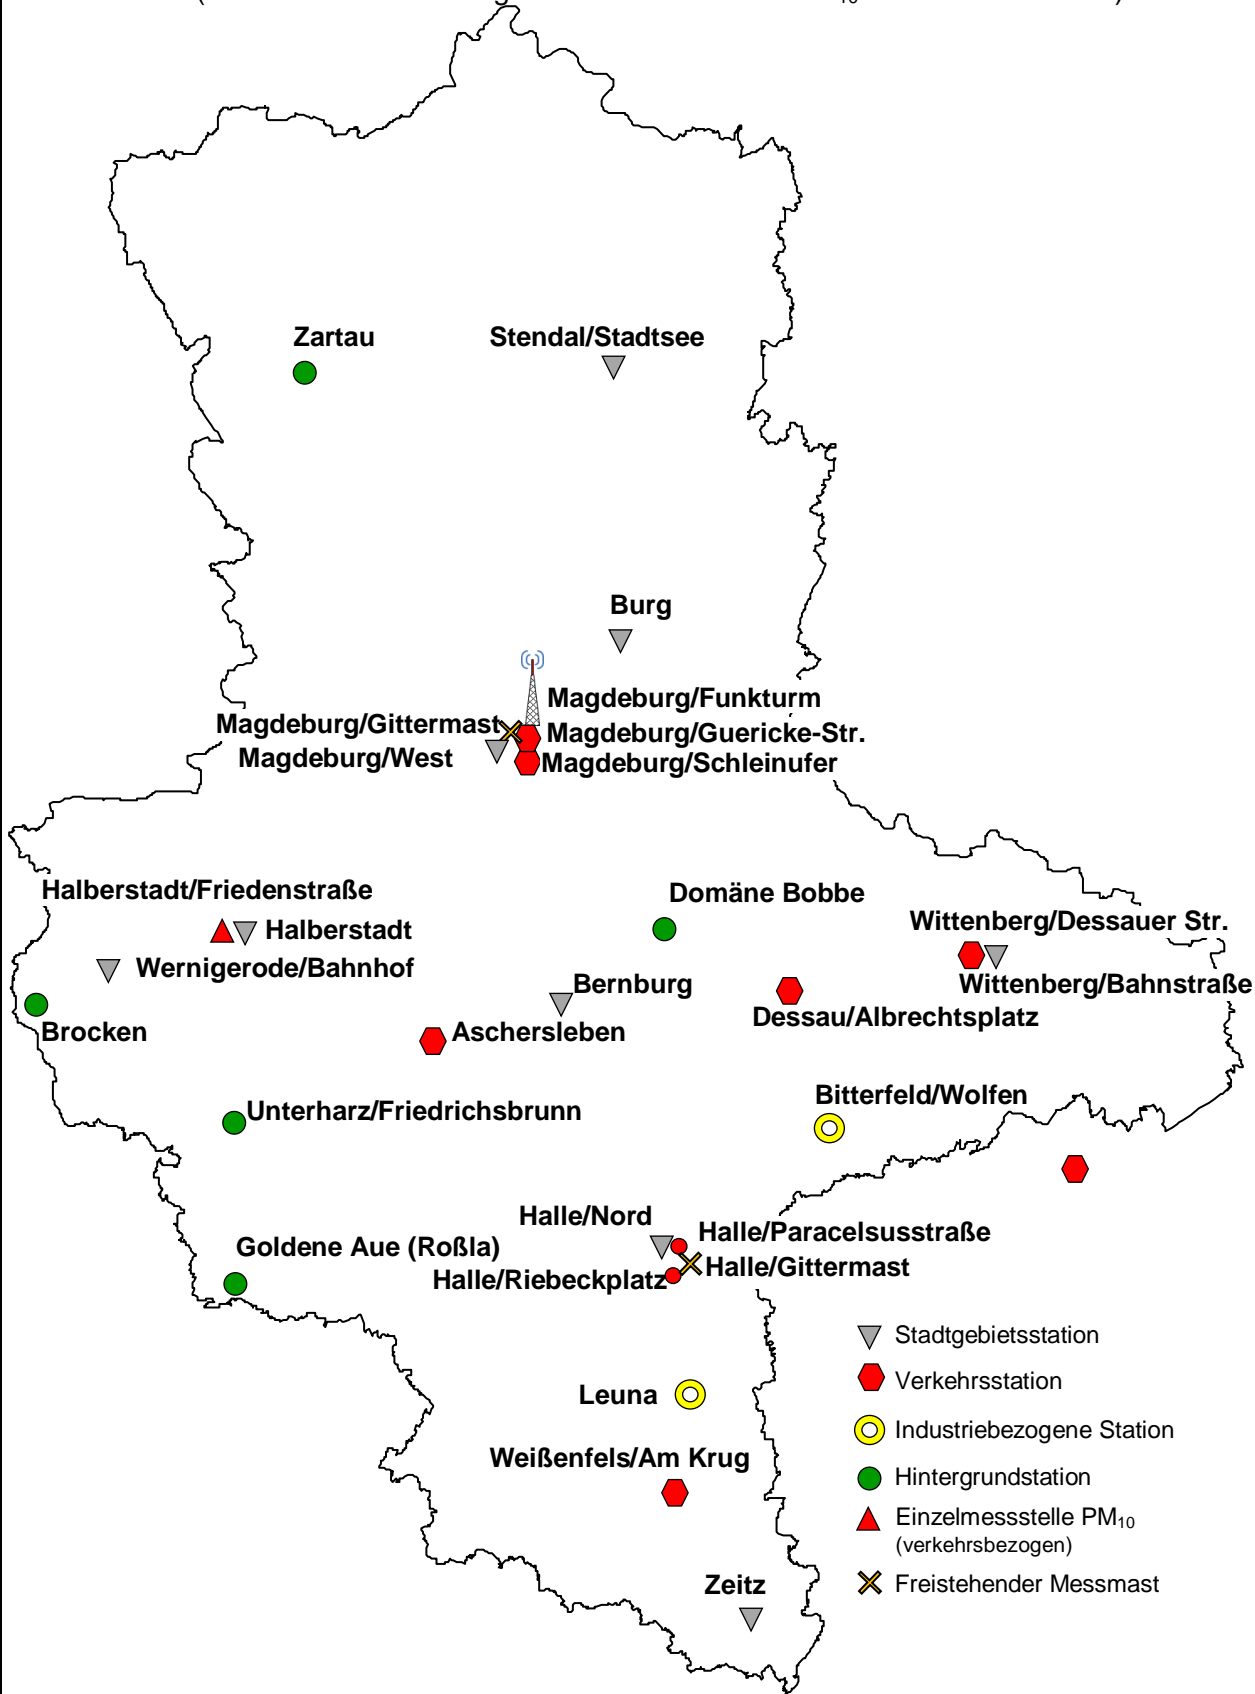 Zartau
Stendal/Stadtsee
Burg
Magdeburg/Funkturm
Magdeburg/Gittermast
Magdeburg/Guericke-Str.
Magdeburg/West
Magdeburg/Schleinufer
Halberstadt/Friedenstraße
Domäne Bobbe
Wittenberg/Dessauer Str.
Halberstadt
Wernigerode/Bahnhof
Bernburg
Wittenberg/Bahnstraße
Dessau/Albrechtsplatz
Brocken
Aschersleben
Bitterfeld/Wolfen
Unterharz/Friedrichsbrunn
Halle/Nord
Halle/Paracelsusstraße
Goldene Aue (Roßla)
Halle/Gittermast
Halle/Riebeckplatz
Leuna
Weißenfels/Am Krug
Zeitz
Stadtgebietsstation
Verkehrsstation
Industriebezogene Station
Hintergrundstation
Einzelmessstelle PM10
(verkehrsbezogen)
Freistehender Messmast